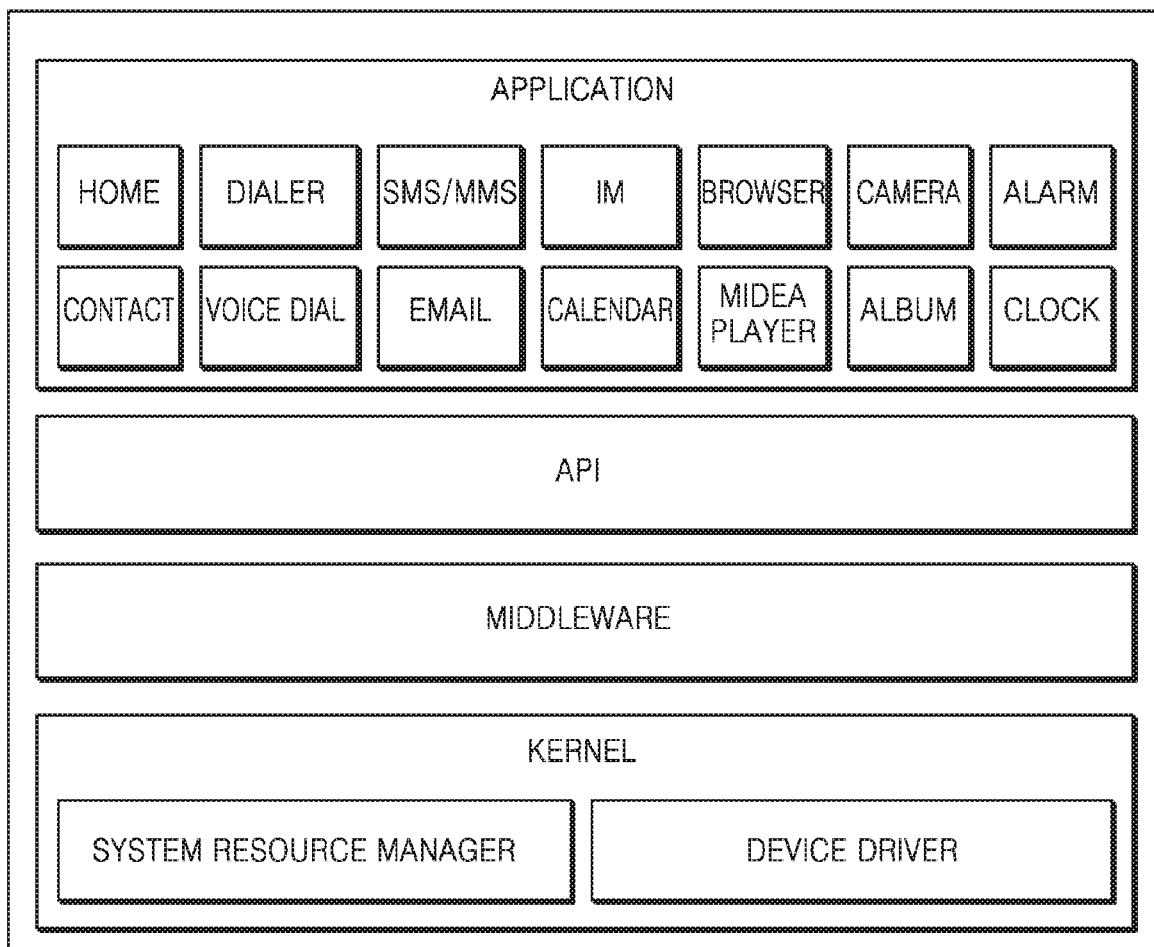 APPLICATION
HOME
DIALER
SMS/MMS
IM
BROWSER
CAMERA
ALARM
CONTACT
VOICE DIAL
EMAIL
CALENDAR
MIDEA
PLAYER
ALBUM
CLOCK
API
MIDDLEWARE
KERNEL
SYSTEM RESOURCE MANAGER
DEVICE DRIVER